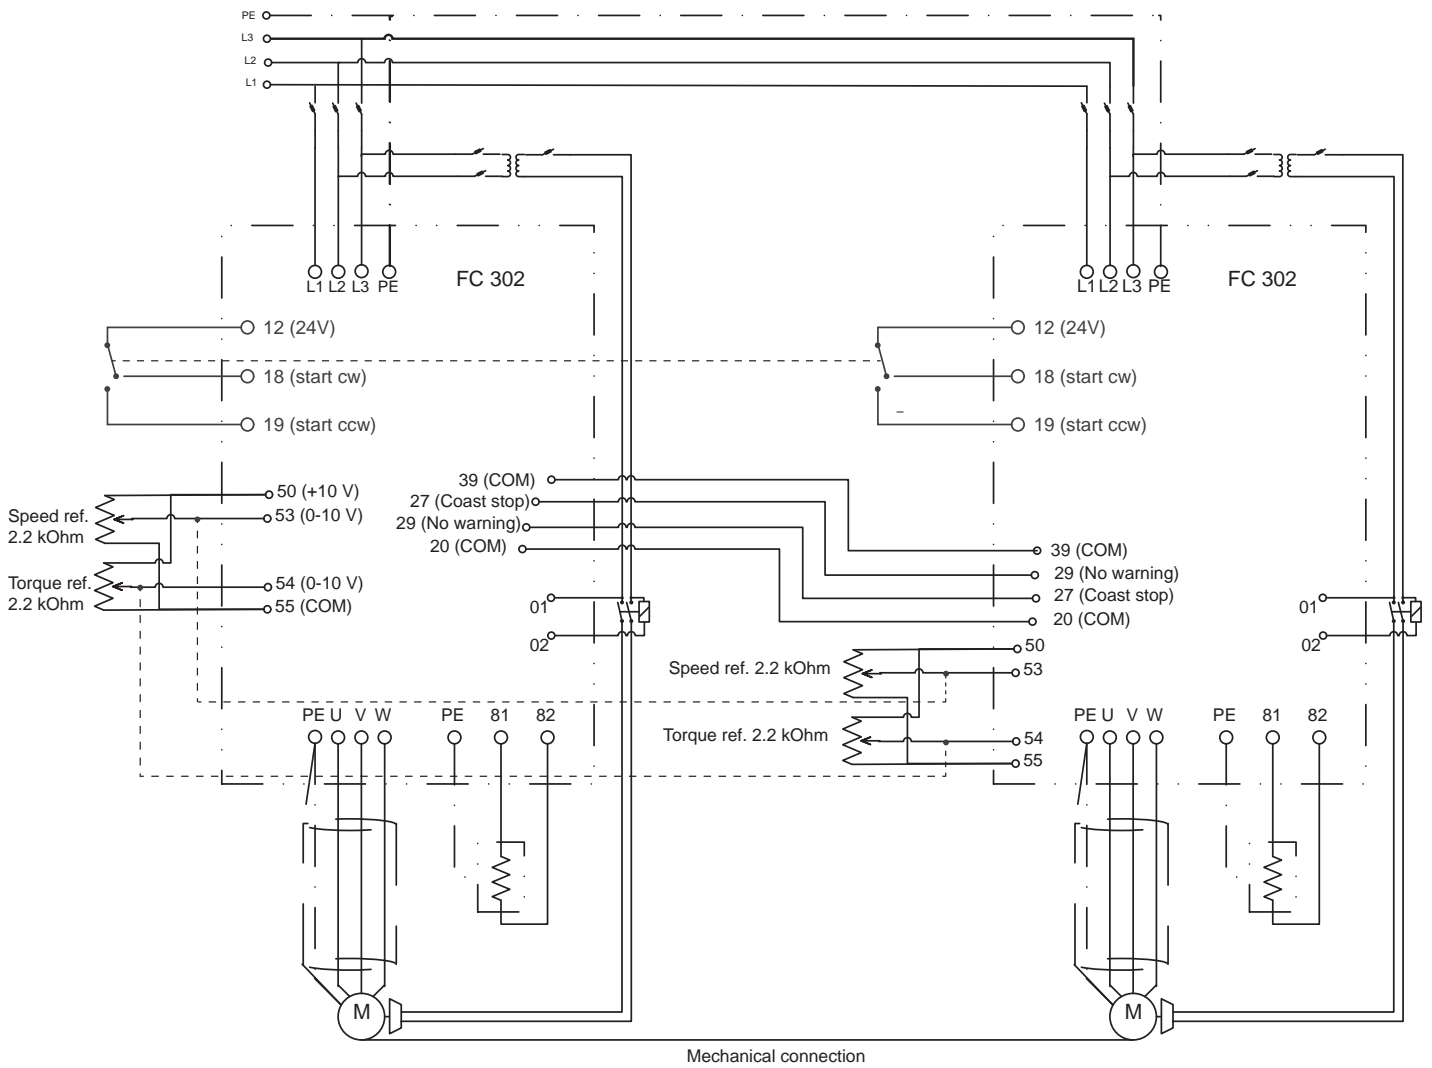 PE
L3
L2
L1
L1 L2 L3 PE
FC 302
12 (24V)
18 (start cw)
19 (start ccw)
50 (+10 V)
53 (0-10 V)
Speed ref.
2.2 kOhm
54 (0-10 V)
55 (COM)
Torque ref.
2.2 kOhm
39 (COM)
27 (Coast stop)
29 (No warning)
20 (COM)
01
02
PE U V W
PE 81 82
M
L1 L2 L3 PE
FC 302
12 (24V)
18 (start cw)
19 (start ccw)
39 (COM)
29 (No warning)
27 (Coast stop)
20 (COM)
01
02
50
Speed ref. 2.2 kOhm
53
Torque ref. 2.2 kOhm
54
55
PE U V W
PE 81 82
M
Mechanical connection